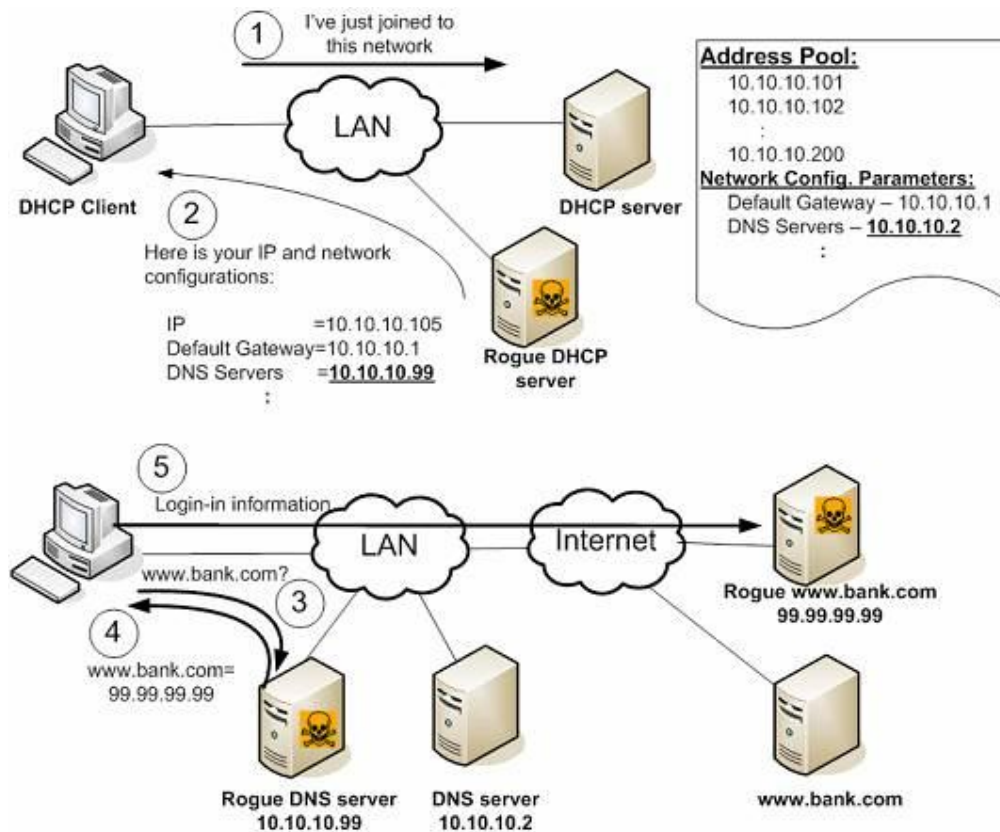 1
I've just joined to
this network
LAN
DHCP Client
DHCP server
Address Pool:
10.10.10.101
10.10.10.102
:
10.10.10.200
Network Config. Parameters:
Default Gateway – 10.10.10.1
DNS Servers – 10.10.10.2
:
2
Here is your IP and network
configurations:
IP =10.10.10.105
Default Gateway=10.10.10.1
DNS Servers =10.10.10.99
:
Rogue DHCP
server
5
Login-in information
LAN
Internet
www.bank.com?
3
4
www.bank.com=
99.99.99.99
Rogue www.bank.com
99.99.99.99
Rogue DNS server
10.10.10.99
DNS server
10.10.10.2
www.bank.com